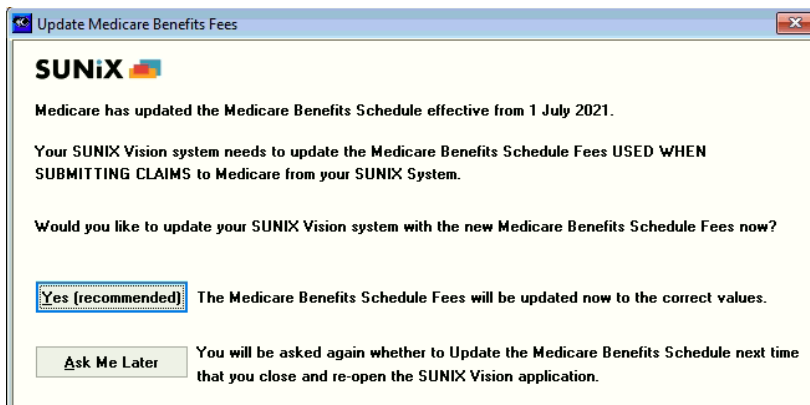 Update Medicare Benefits Fees
SUNiX
Medicare has updated the Medicare Benefits Schedule effective from 1 July 2021.
Your SUNIX Vision system needs to update the Medicare Benefits Schedule Fees USED WHEN
SUBMITTING CLAIMS to Medicare from your SUNIX System.
Would you like to update your SUNIX Vision system with the new Medicare Benefits Schedule Fees now?
Yes (recommended) The Medicare Benefits Schedule Fees will be updated now to the correct values.
Ask Me Later
You will be asked again whether to Update the Medicare Benefits Schedule next time
that you close and re-open the SUNIX Vision application.